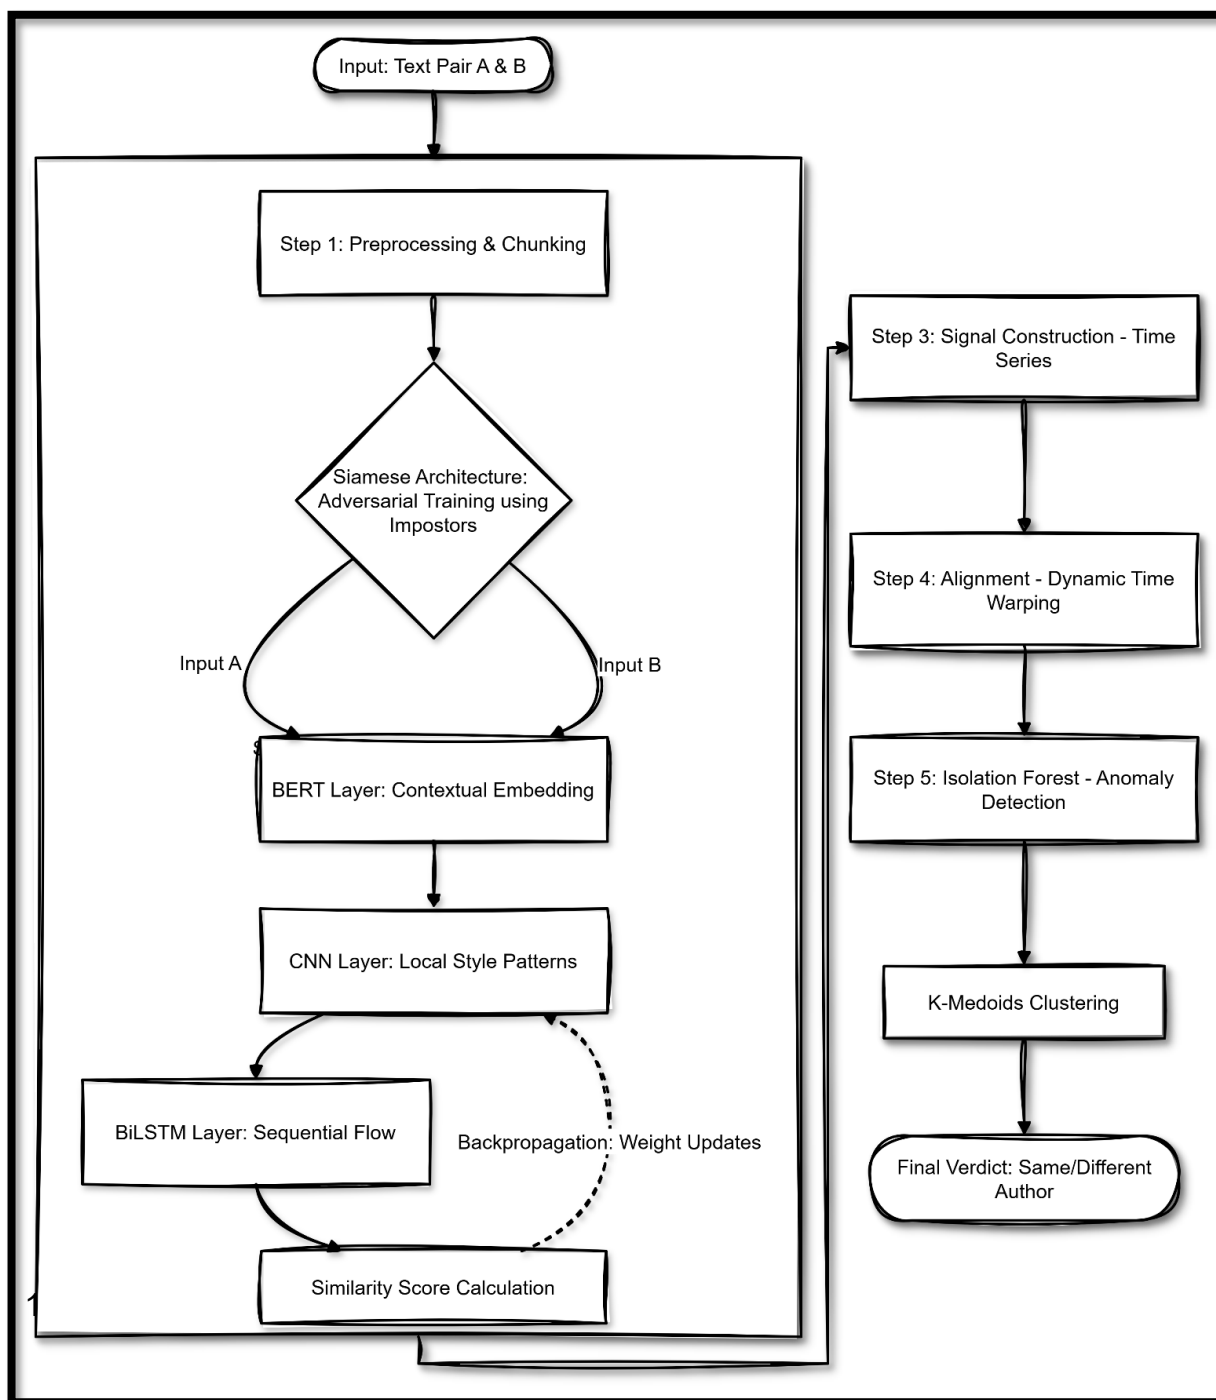 Input: Text Pair A & B
Step 1: Preprocessing & Chunking
Siamese Architecture:
Adversarial Training using
Impostors
Input A
Input B
BERT Layer: Contextual Embedding
CNN Layer: Local Style Patterns
BiLSTM Layer: Sequential Flow
Backpropagation: Weight Updates
Similarity Score Calculation
Step 3: Signal Construction - Time
Series
Step 4: Alignment - Dynamic Time
Warping
Step 5: Isolation Forest - Anomaly
Detection
K-Medoids Clustering
Final Verdict: Same/Different
Author